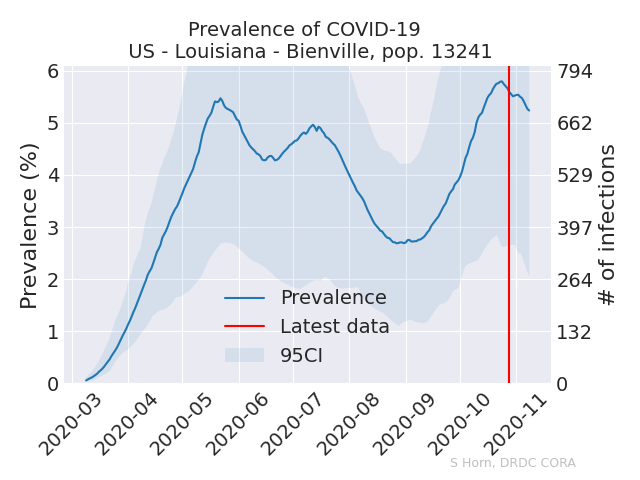 Prevalence of COVID-19
US - Louisiana - Bienville, pop. 13241
Prevalence (%)
6
5
4
3
2
1
0
794
662
529
397
264
132
0
# of infections
Prevalence
Latest data
95CI
2020-03
2020-04
2020-05
2020-06
2020-07
2020-08
2020-09
2020-10
2020-11
S Horn, DRDC CORA